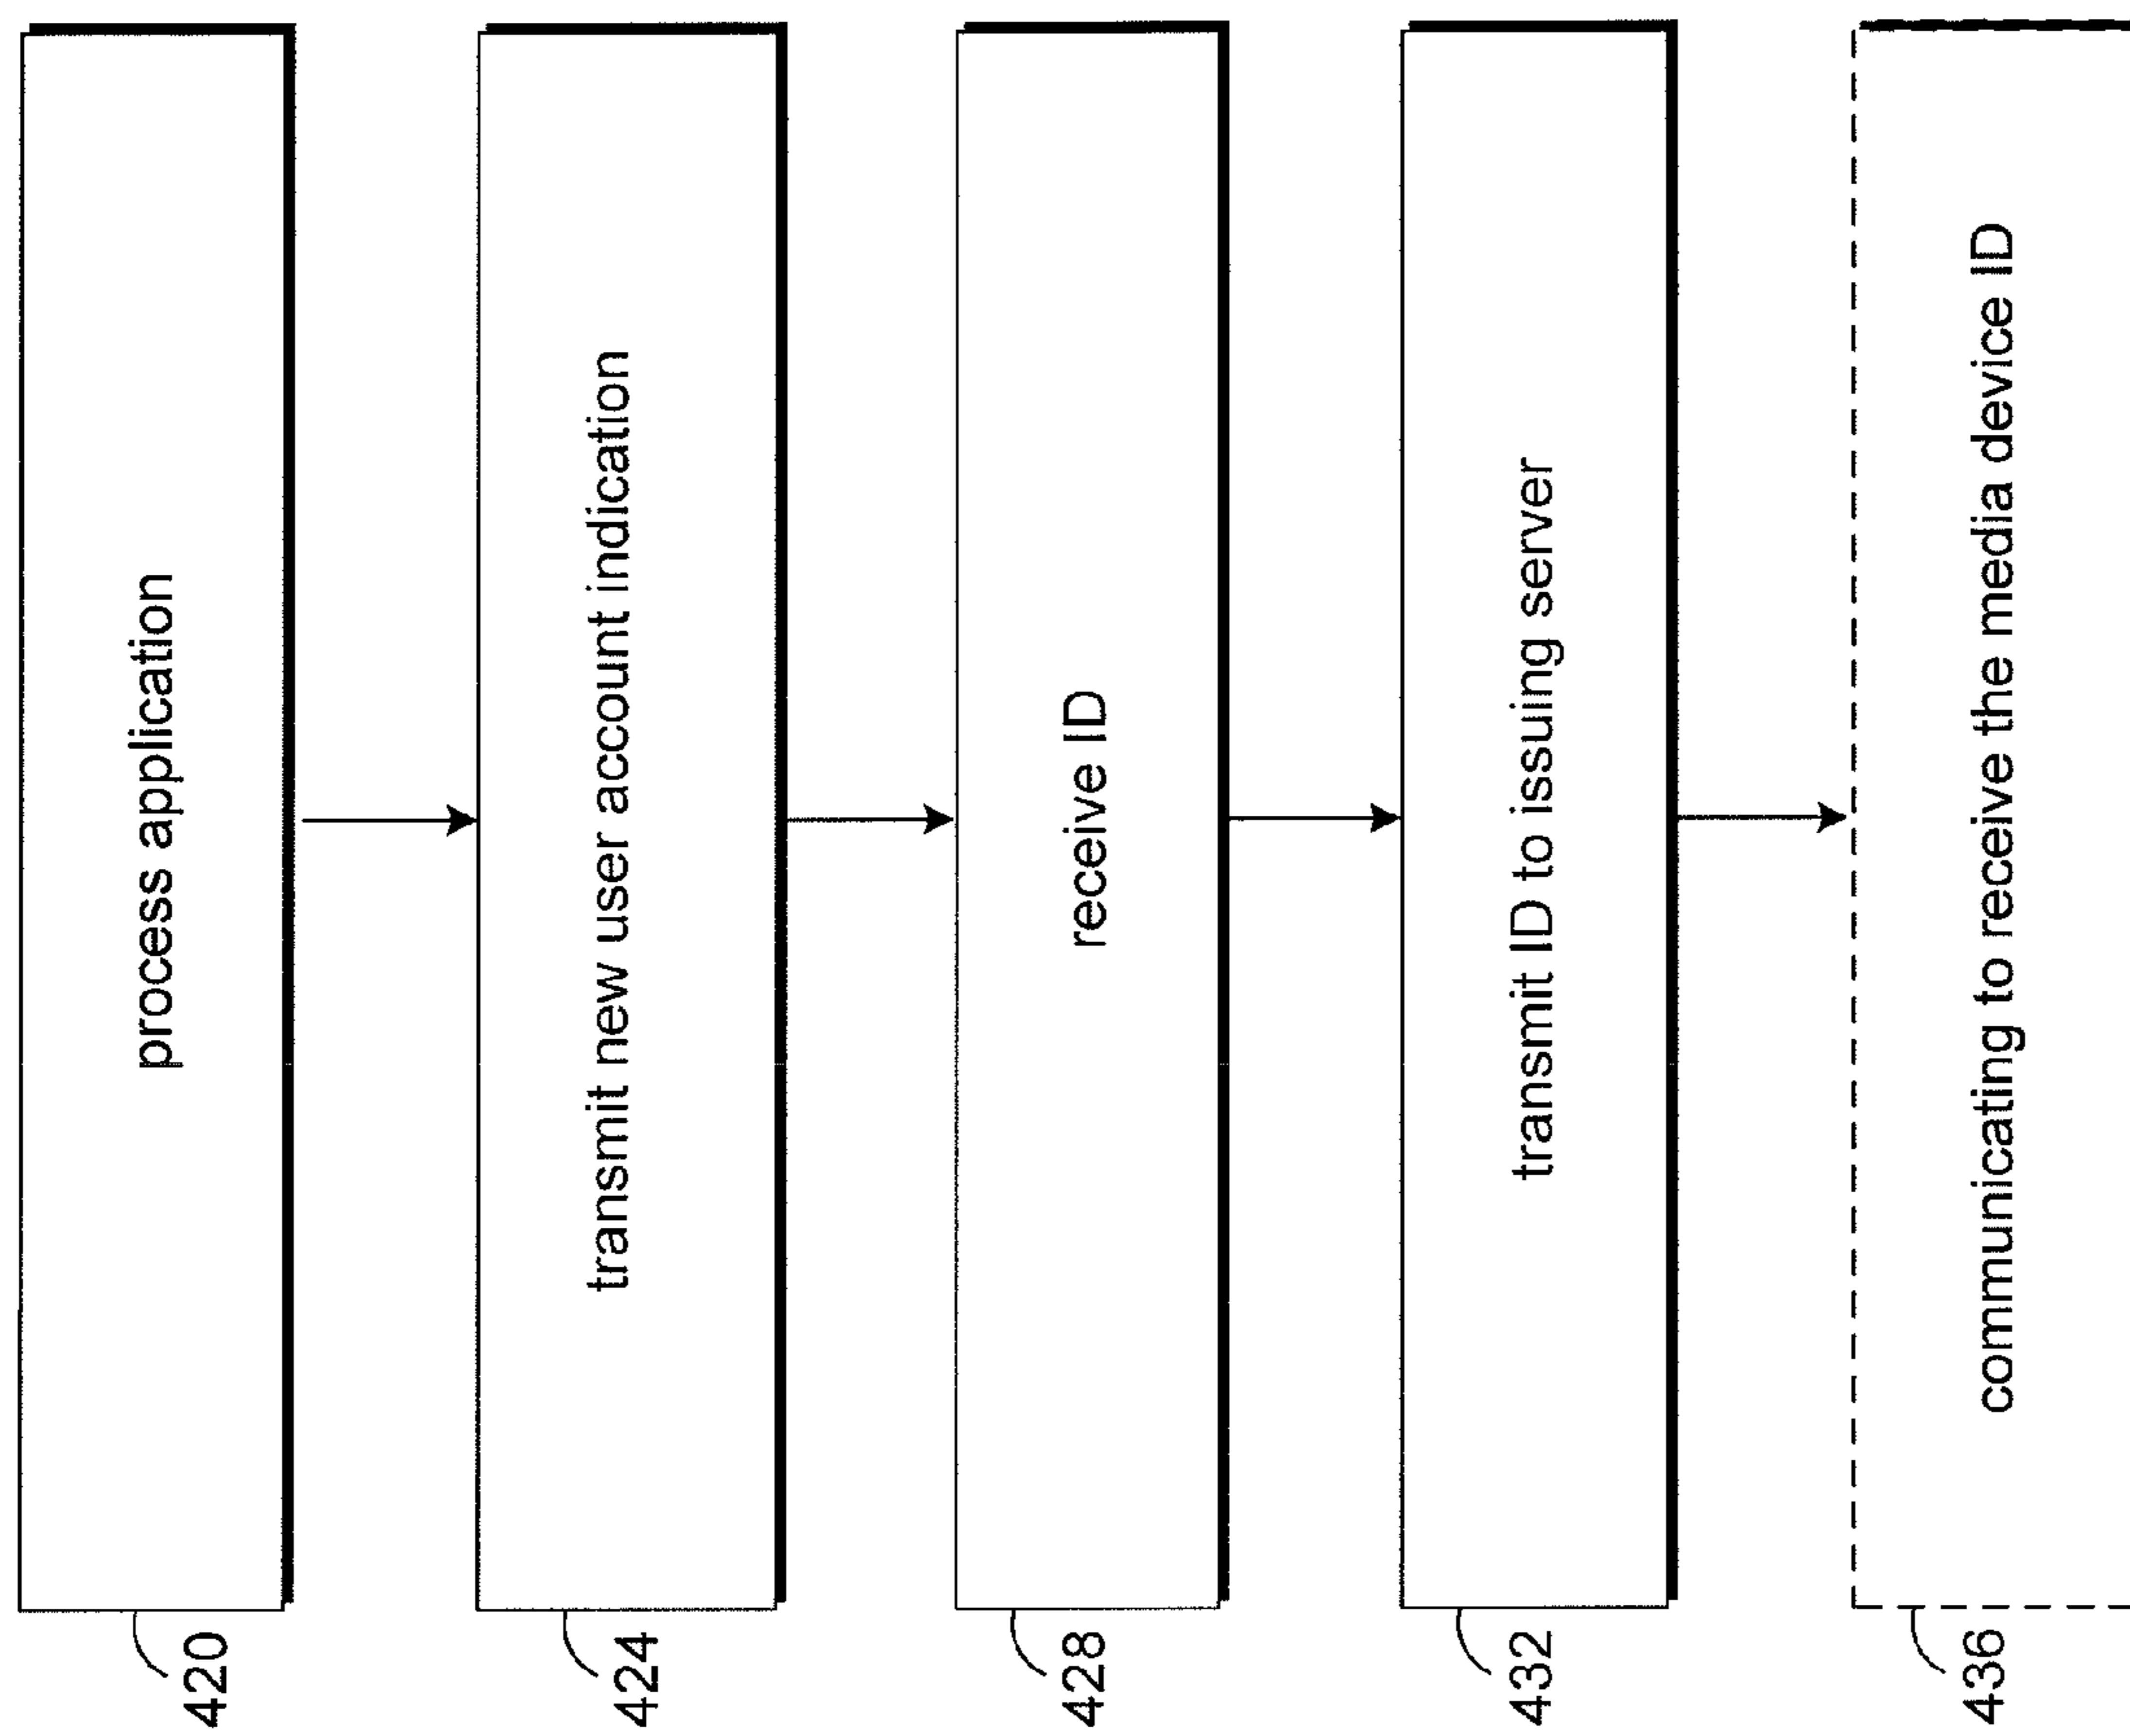 process application
420
transmit new user account indication
424
receive ID
428
transmit ID to issuing server
432
communicating to receive the media device ID
436